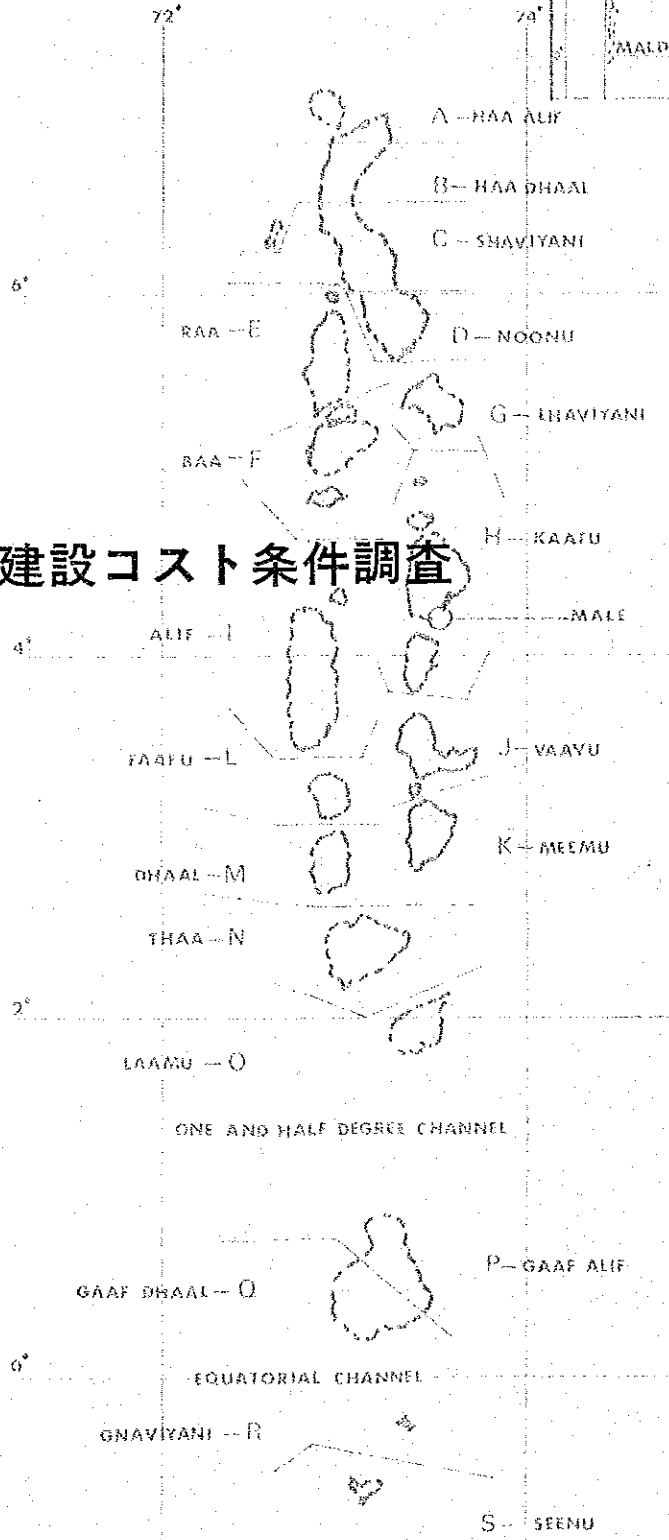 72°
74°
MALD
A — HAA ALIF
B — HAA DHAAL
C — SHAVIYANI
6°
RAA — E
D — NOONU
G — LHAVIYANI
BAA — F
建設コスト条件調査
H — KAAFU
MALE
ALIF — I
4°
FAAFU — L
J — VAAVU
K — MEEMU
DHAAL — M
THAA — N
2°
LAAMU — O
ONE AND HALF DEGREE CHANNEL
P — GAAF ALIF
GAAF DHAAL — Q
0°
EQUATORIAL CHANNEL
GNAVIYANI — R
S — SEENU